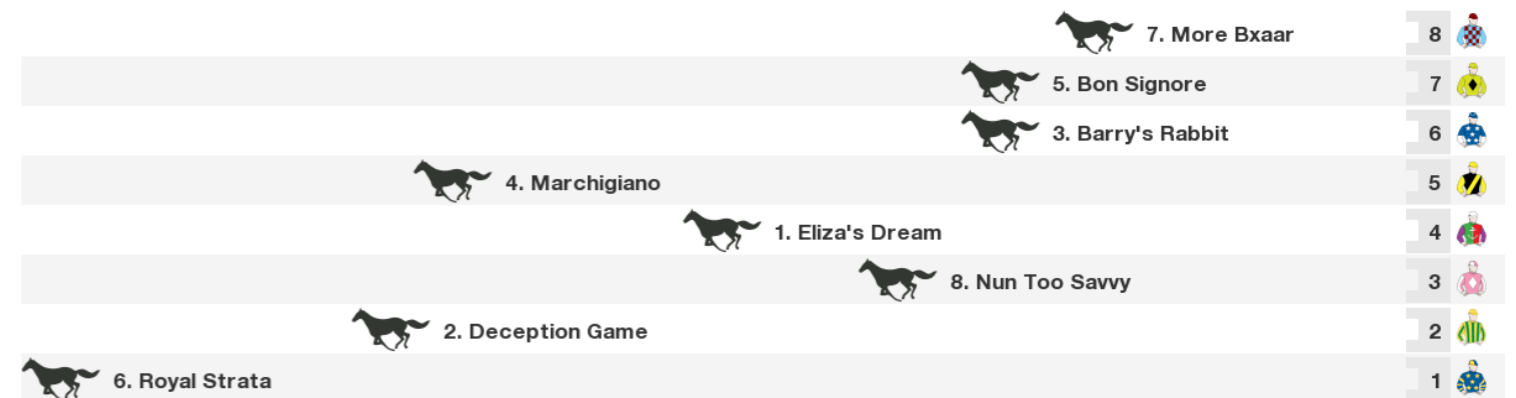 7. More Bxaar 8
5. Bon Signore 7
3. Barry's Rabbit 6
4. Marchigiano 5
1. Eliza's Dream 4
8. Nun Too Savvy 3
2. Deception Game 2
6. Royal Strata 1